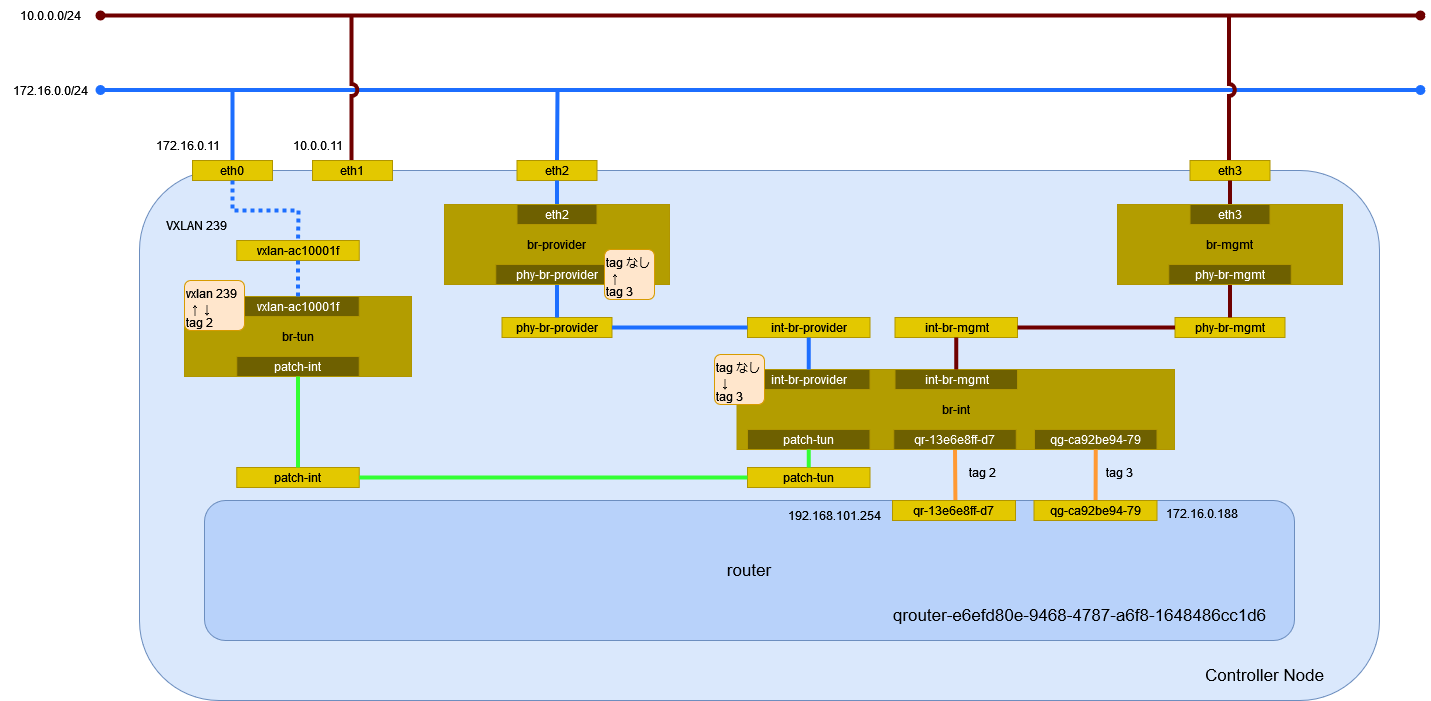 10.0.0.0/24
172.16.0.0/24
172.16.0.11
10.0.0.11
eth0
eth1
eth2
eth3
VXLAN 239
vxlan-ac10001f
eth2
br-provider
phy-br-provider
tag なし
↑
tag 3
eth3
br-mgmt
phy-br-mgmt
vxlan 239
↑ ↓
tag 2
vxlan-ac10001f
br-tun
patch-int
phy-br-provider
int-br-provider
int-br-mgmt
phy-br-mgmt
tag なし
↓
tag 3
int-br-provider
int-br-mgmt
br-int
patch-tun
qr-13e6e8ff-d7
qg-ca92be94-79
tag 2
tag 3
patch-int
patch-tun
192.168.101.254
qr-13e6e8ff-d7
qg-ca92be94-79
172.16.0.188
router
qrouter-e6efd80e-9468-4787-a6f8-1648486cc1d6
Controller Node